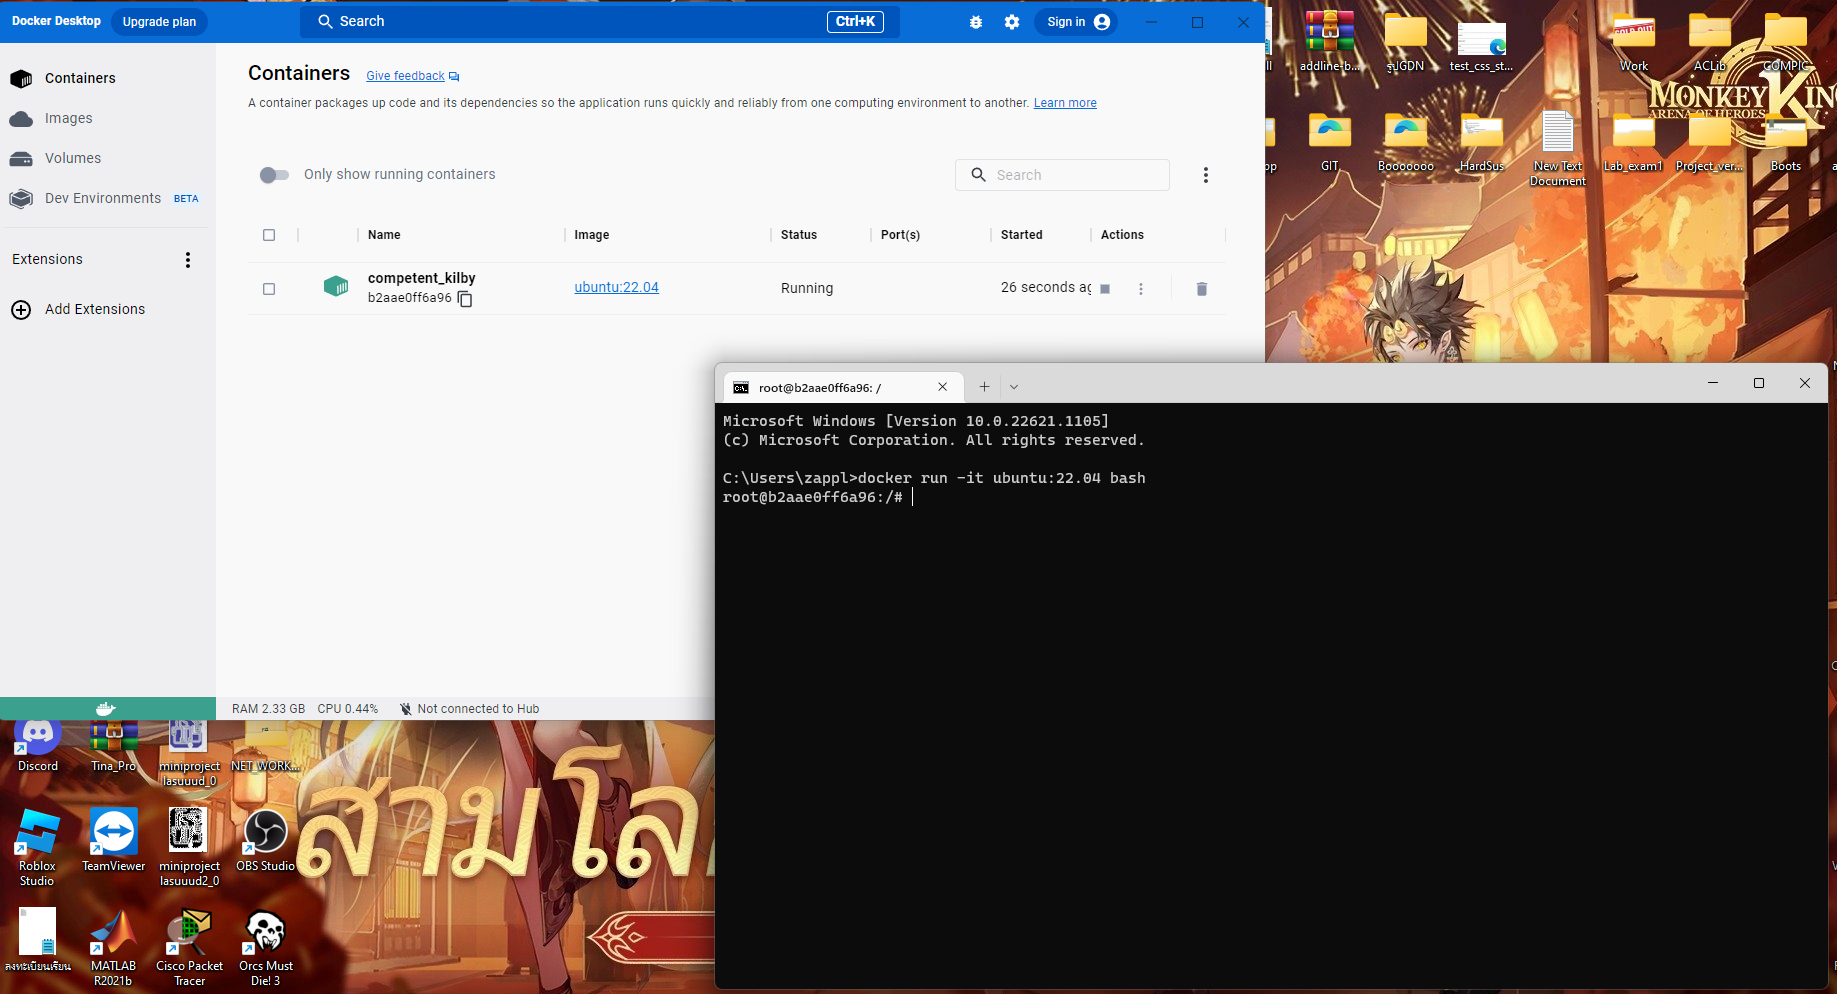 Docker Desktop
Upgrade plan
Search
Ctrl+K
Sign in
Containers
Images
Volumes
Dev Environments BETA
Extensions
Add Extensions
Containers
Give feedback
A container packages up code and its dependencies so the application runs quickly and reliably from one computing environment to another. Learn more
Only show running containers
Search
Name Image Status Port(s) Started Actions
competent_kilby
b2aae0ff6a96
ubuntu:22.04
Running
26 seconds ag
RAM 2.33 GB CPU 0.44% Not connected to Hub
root@b2aae0ff6a96: /
Microsoft Windows [Version 10.0.22621.1105]
(c) Microsoft Corporation. All rights reserved.
C:\Users\zappl>docker run -it ubuntu:22.04 bash
root@b2aae0ff6a96:/#
addline-b...
รูปGDN
test_css_st...
Work
SOLD OUT
ACLib
COMPIC
MONKEY KIN
ARENA OF HEROES
GIT
Booooooo
HardSus
New Text
Document
Lab_exam1
Project_ver...
Boots
Discord
Tina_Pro
miniproject
lasuuud_0
NET_WORK...
Roblox
Studio
TeamViewer
miniproject
lasuuud2_0
OBS Studio
ลงทะเบียนเรียน
MATLAB
R2021b
Cisco Packet
Tracer
Orcs Must
Die! 3
สามโล